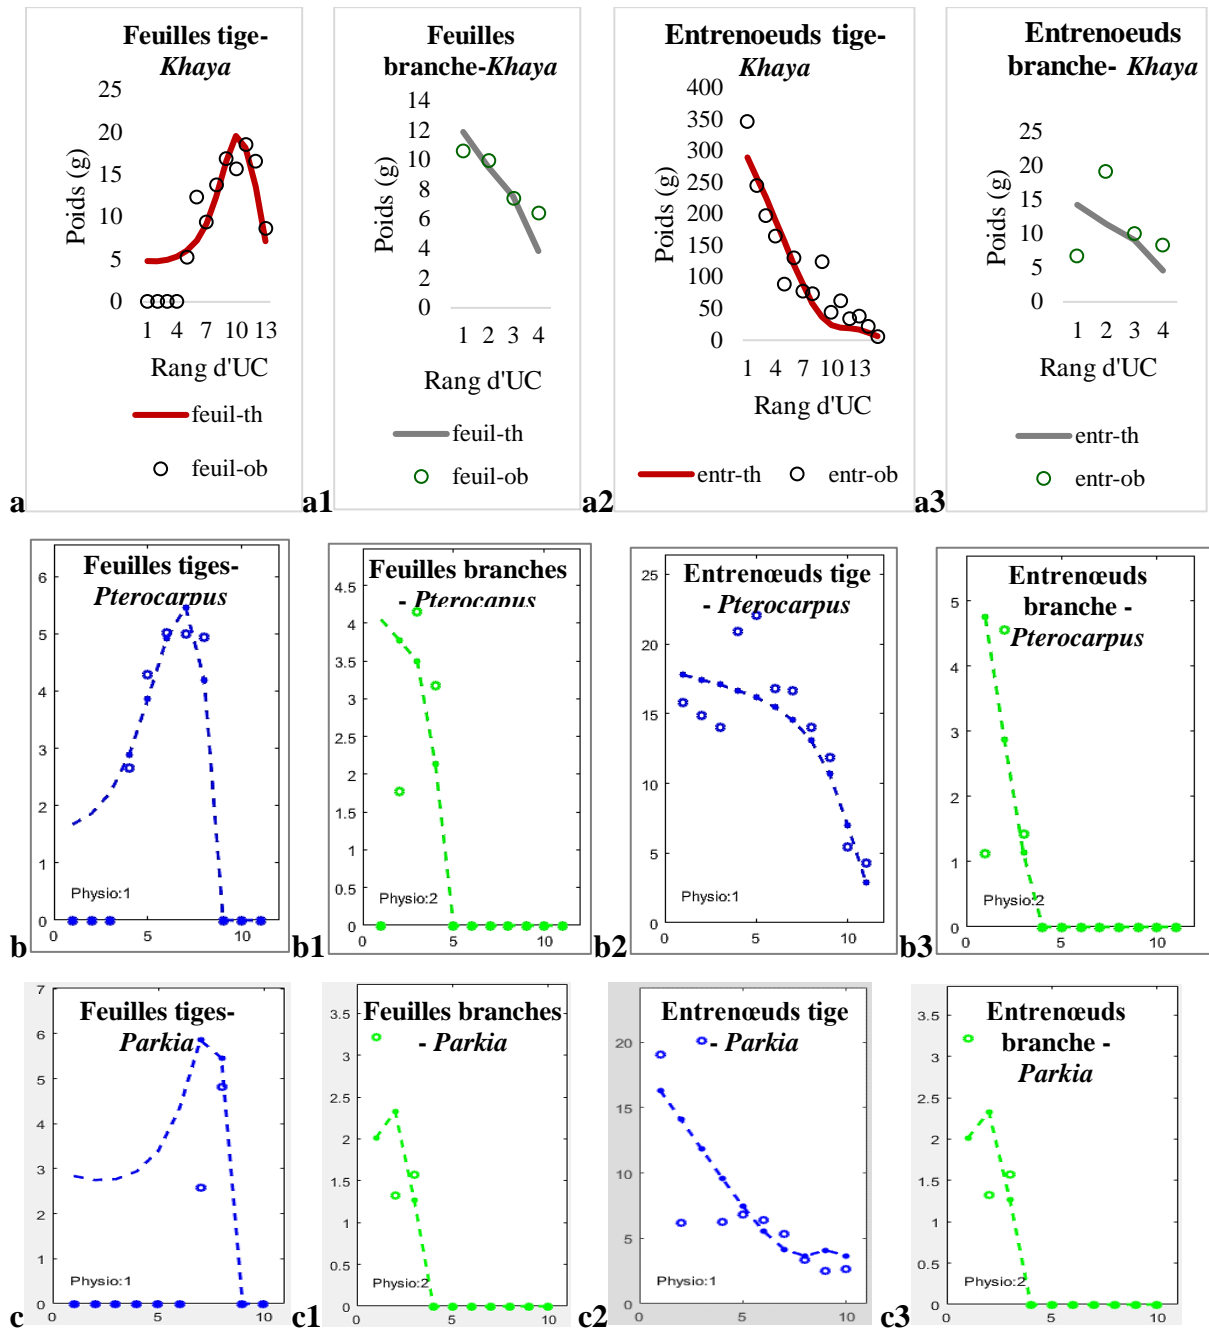 Feuilles tige-
Khaya
25
20
15
10
5
0
Poids (g)
1 4 7 10 13
Rang d'UC
feuil-th
feuil-ob
a
Feuilles
branche-Khaya
14
12
10
8
6
4
2
0
Poids (g)
1 2 3 4
Rang d'UC
feuil-th
feuil-ob
a1
Entrenoeuds tige-
Khaya
400
350
300
250
200
150
100
50
0
Poids (g)
1 4 7 10 13
Rang d'UC
entr-th entr-ob
a2
Entrenoeuds
branche- Khaya
25
20
15
10
5
0
Poids (g)
1 2 3 4
Rang d'UC
entr-th
entr-ob
a3
Feuilles tiges-
Pterocarpus
6
5
4
3
2
1
0
Physio:1
0 5 10
b
Feuilles branches
- Pterocapus
4.5
4
3.5
3
2.5
2
1.5
1
0.5
0
Physio:2
0 5 10
b1
Entrenœuds tige
- Pterocarpus
25
20
15
10
5
0
Physio:1
0 5 10
b2
Entrenœuds
branche -
Pterocarpus
5
4
3
2
1
0
Physio:2
0 5 10
b3
Feuilles tiges-
Parkia
7
6
5
4
3
2
1
0
Physio:1
0 5 10
c
Feuilles branches
- Parkia
3.5
3
2.5
2
1.5
1
0.5
0
Physio:2
0 5 10
c1
Entrenœuds tige
- Parkia
20
15
10
5
0
Physio:1
0 5 10
c2
Entrenœuds
branche -
Parkia
3.5
3
2.5
2
1.5
1
0.5
0
Physio:2
0 5 10
c3